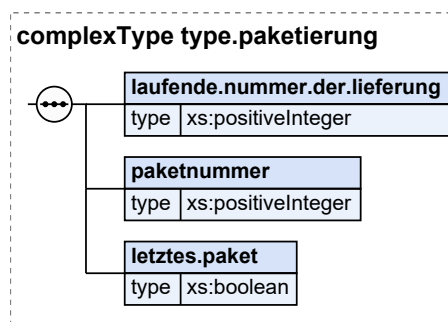 complexType type.paketierung
laufende.nummer.der.lieferung
type xs:positiveInteger
paketnummer
type xs:positiveInteger
letztes.paket
type xs:boolean